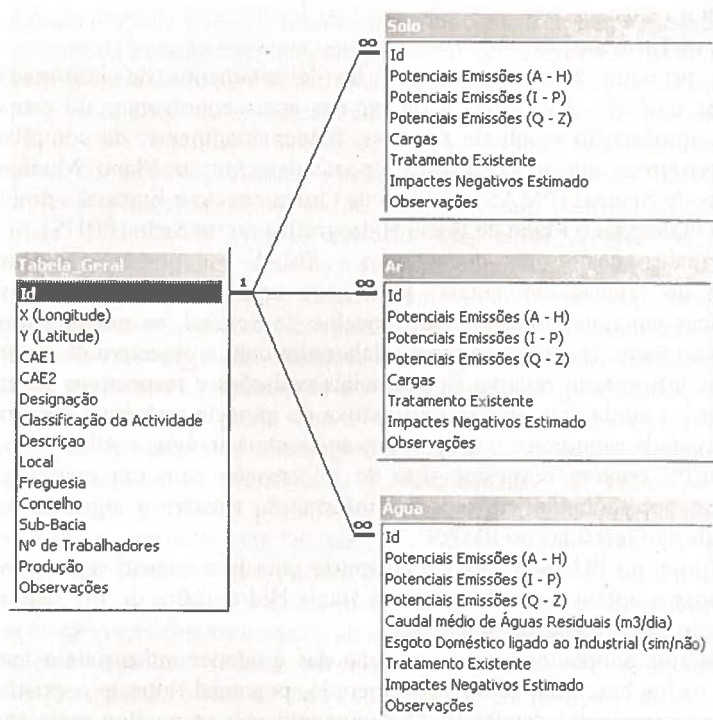 Tabela_Geral
Id
X (Longitude)
Y (Latitude)
CAE1
CAE2
Designação
Classificação da Actividade
Descriçao
Local
Freguesia
Concelho
Sub-Bacia
Nº de Trabalhadores
Produção
Observações
1
∞
Solo
Id
Potenciais Emissões (A - H)
Potenciais Emissões (I - P)
Potenciais Emissões (Q - Z)
Cargas
Tratamento Existente
Impactes Negativos Estimado
Observações
∞
Ar
Id
Potenciais Emissões (A - H)
Potenciais Emissões (I - P)
Potenciais Emissões (Q - Z)
Cargas
Tratamento Existente
Impactes Negativos Estimado
Observações
∞
Água
Id
Potenciais Emissões (A - H)
Potenciais Emissões (I - P)
Potenciais Emissões (Q - Z)
Caudal médio de Águas Residuais (m3/dia)
Esgoto Doméstico ligado ao Industrial (sim/não)
Tratamento Existente
Impactes Negativos Estimado
Observações